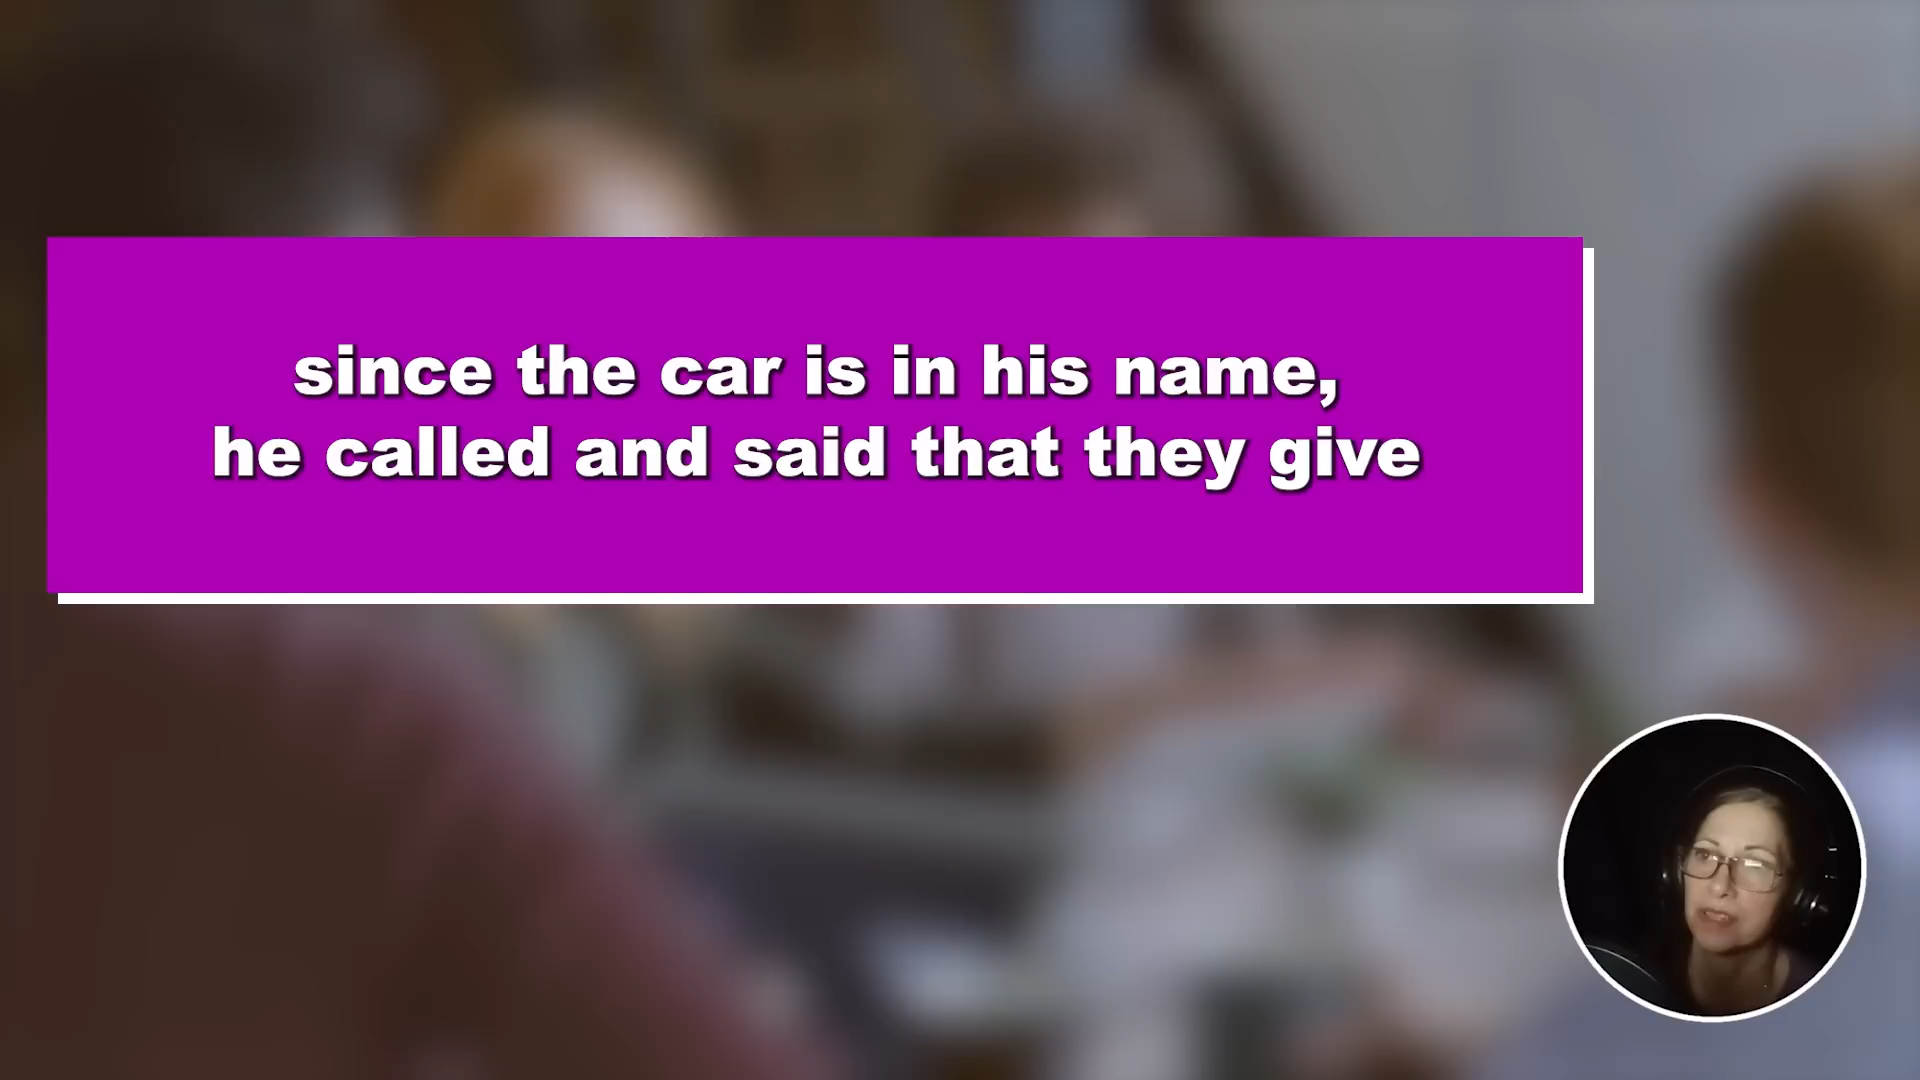 since the car is in his name,
he called and said that they give